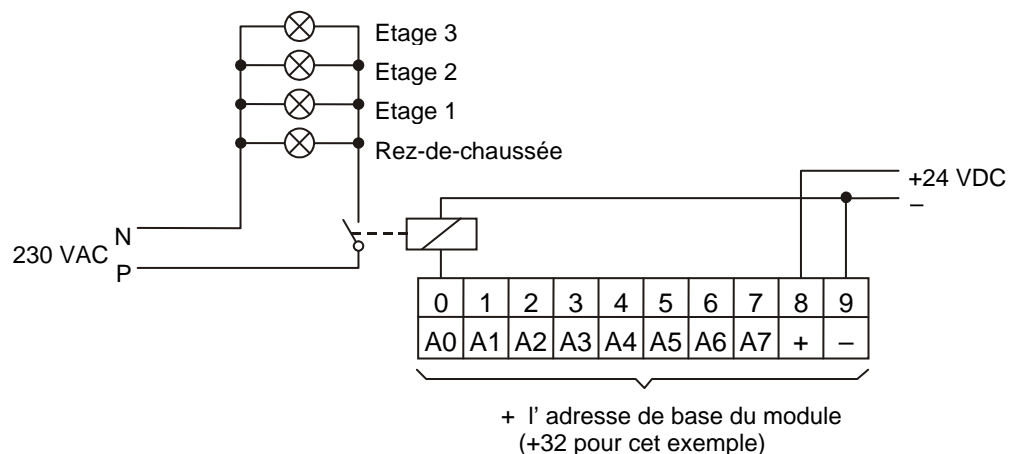 Etage 3
Etage 2
Etage 1
Rez-de-chaussée
+24 VDC
–
230 VAC
N
P
0 1 2 3 4 5 6 7 8 9
A0 A1 A2 A3 A4 A5 A6 A7 + –
+ l' adresse de base du module
(+32 pour cet exemple)